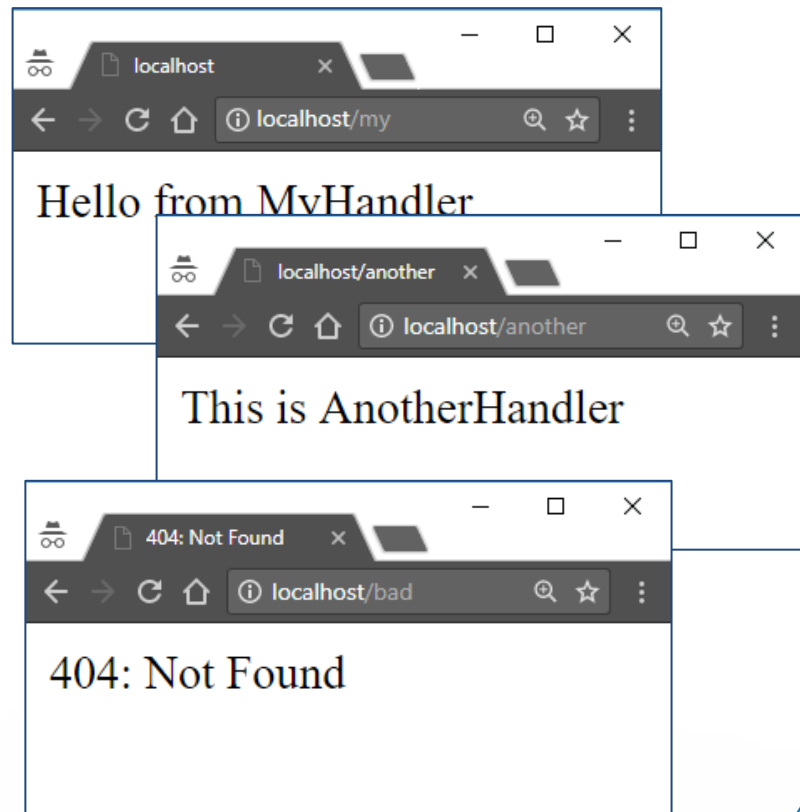 localhost
localhost/my
Hello from MyHandler
localhost/another
localhost/another
This is AnotherHandler
404: Not Found
localhost/bad
404: Not Found